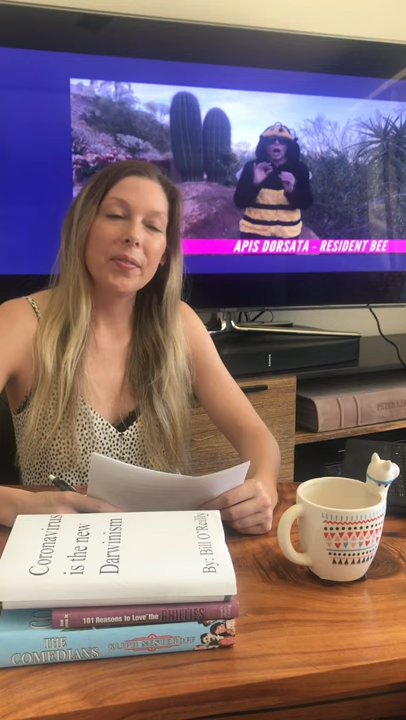 APIS DORSATA - RESIDENT BEE
Coronavirus
is the new
Darwinism
By: Bill O'Reilly
101 Reasons to Love the PHILLIES
THE
COMEDIANS